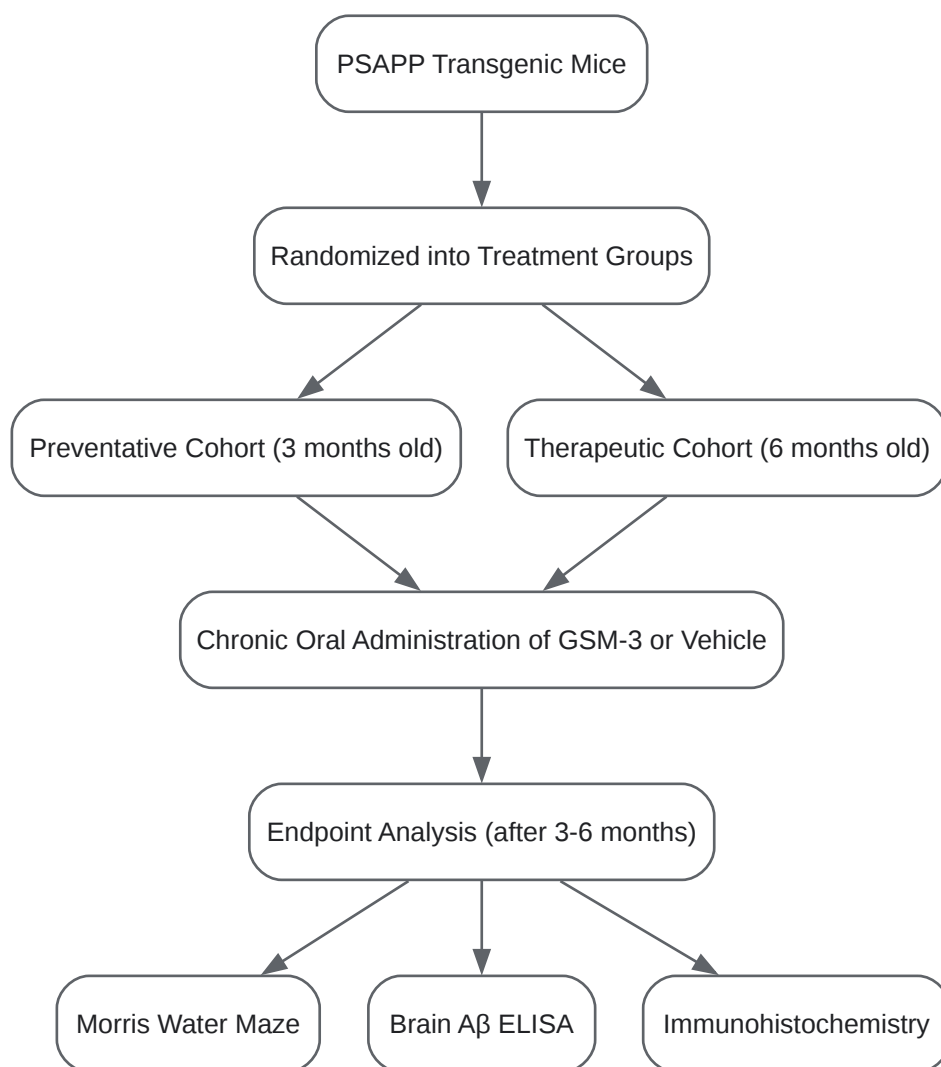 PSAPP Transgenic Mice
Randomized into Treatment Groups
Preventative Cohort (3 months old)
Therapeutic Cohort (6 months old)
Chronic Oral Administration of GSM-3 or Vehicle
Endpoint Analysis (after 3-6 months)
Morris Water Maze
Brain Aβ ELISA
Immunohistochemistry